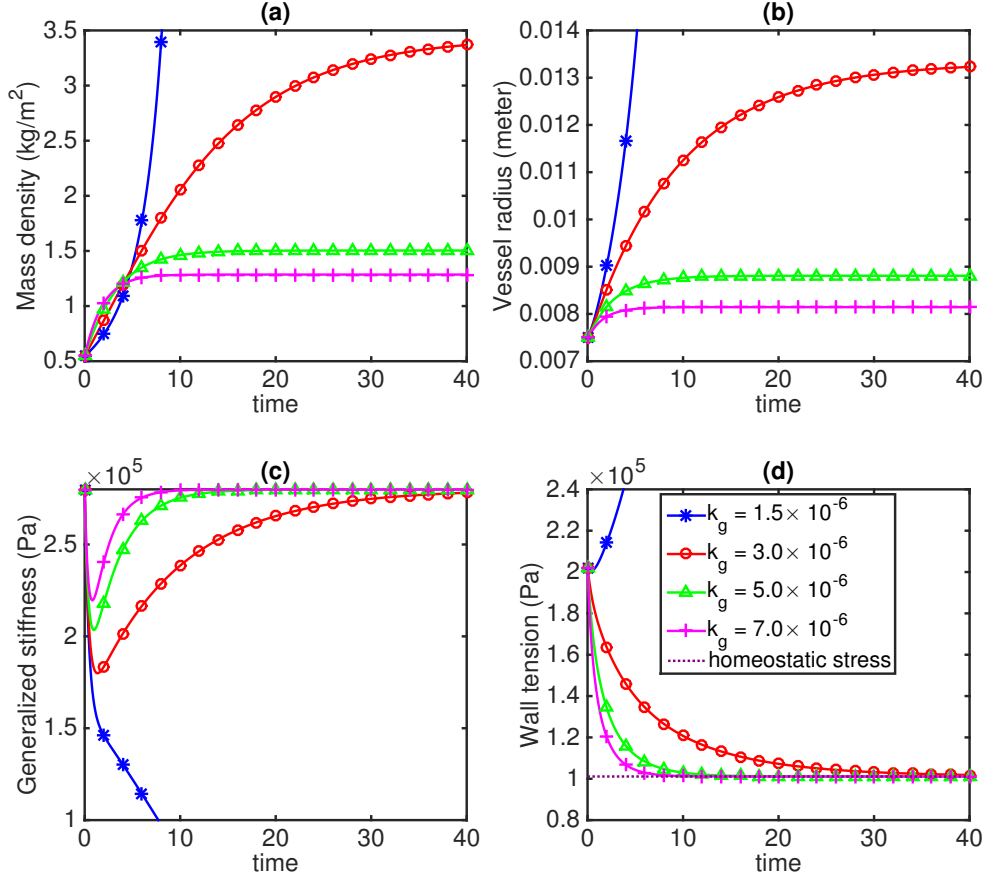 (a)
Mass density (kg/m²)
3.5
3
2.5
2
1.5
1
0.5
0 10 20 30 40
time
(b)
Vessel radius (meter)
0.014
0.013
0.012
0.011
0.01
0.009
0.008
0.007
0 10 20 30 40
time
(c)
×10⁵
Generalized stiffness (Pa)
2.5
2
1.5
1
0 10 20 30 40
time
(d)
×10⁵
Wall tension (Pa)
2.4
2.2
2
1.8
1.6
1.4
1.2
1
0.8
0 10 20 30 40
time
k_g = 1.5× 10⁻⁶
k_g = 3.0× 10⁻⁶
k_g = 5.0× 10⁻⁶
k_g = 7.0× 10⁻⁶
homeostatic stress